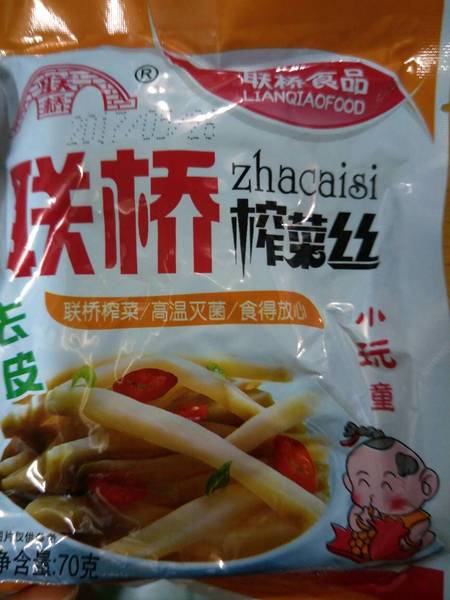 联桥
®
联桥食品
LIANQIAOFOOD
联桥
zhacaisi
榨菜丝
联桥榨菜/高温灭菌/食得放心
去皮
小玩童
净含量:70克